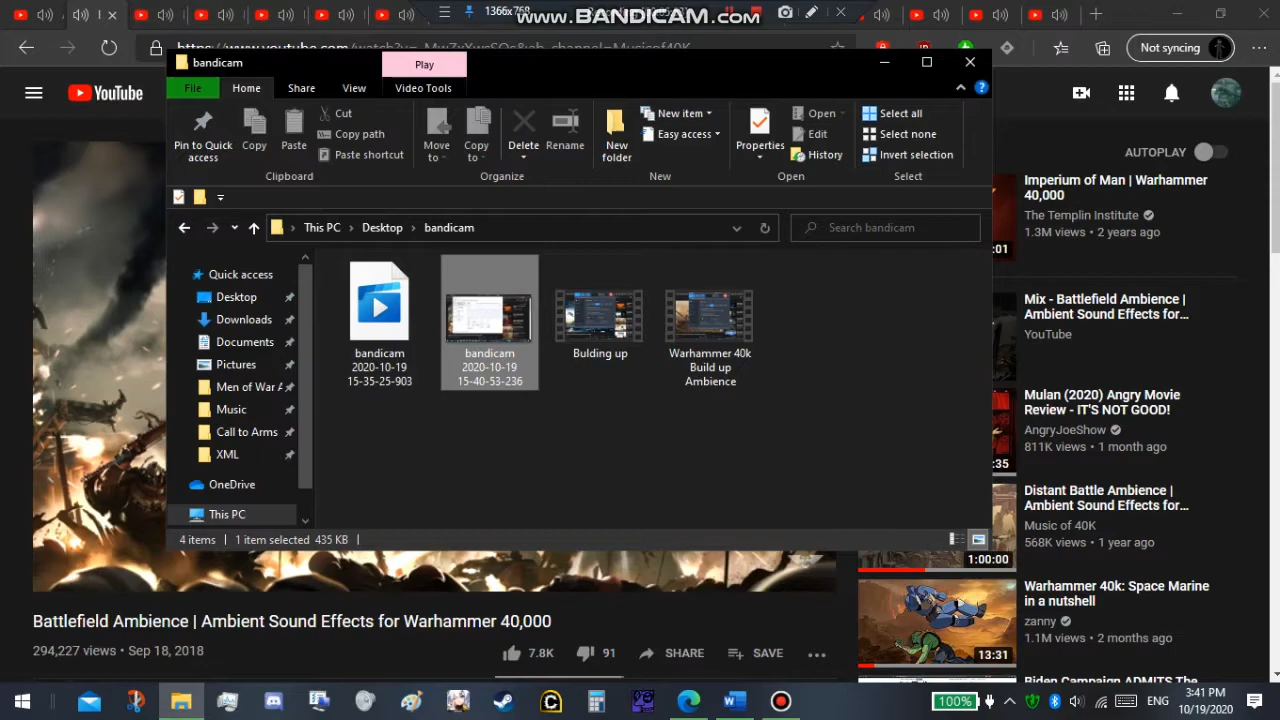 1366x768
www.BANDICAM.com
Not syncing
bandicam
Play
File
Home
Share
View
Video Tools
Pin to Quick
access
Copy
Paste
Cut
Copy path
Paste shortcut
Clipboard
Move
to
Copy
to
Delete
Rename
Organize
New
folder
New item
Easy access
New
Properties
Open
Edit
History
Open
Select all
Select none
Invert selection
Select
This PC
Desktop
bandicam
Search bandicam
Quick access
Desktop
Downloads
Documents
Pictures
Men of War A
Music
Call to Arms
XML
OneDrive
This PC
bandicam
2020-10-19
15-35-25-903
bandicam
2020-10-19
15-40-53-236
Bulding up
Warhammer 40k
Build up
Ambience
4 items
1 item selected 435 KB
YouTube
AUTOPLAY
:01
Imperium of Man | Warhammer
40,000
The Templin Institute
1.3M views • 2 years ago
Mix - Battlefield Ambience |
Ambient Sound Effects for...
YouTube
:35
Mulan (2020) Angry Movie
Review - IT'S NOT GOOD!
AngryJoeShow
811K views • 1 month ago
1:00:00
Distant Battle Ambience |
Ambient Sound Effects for...
Music of 40K
568K views • 1 year ago
13:31
Warhammer 40k: Space Marine
in a nutshell
zanny
1.1M views • 2 months ago
Battlefield Ambience | Ambient Sound Effects for Warhammer 40,000
294,227 views • Sep 18, 2018
7.8K
91
SHARE
SAVE
100%
ENG
3:41 PM
10/19/2020